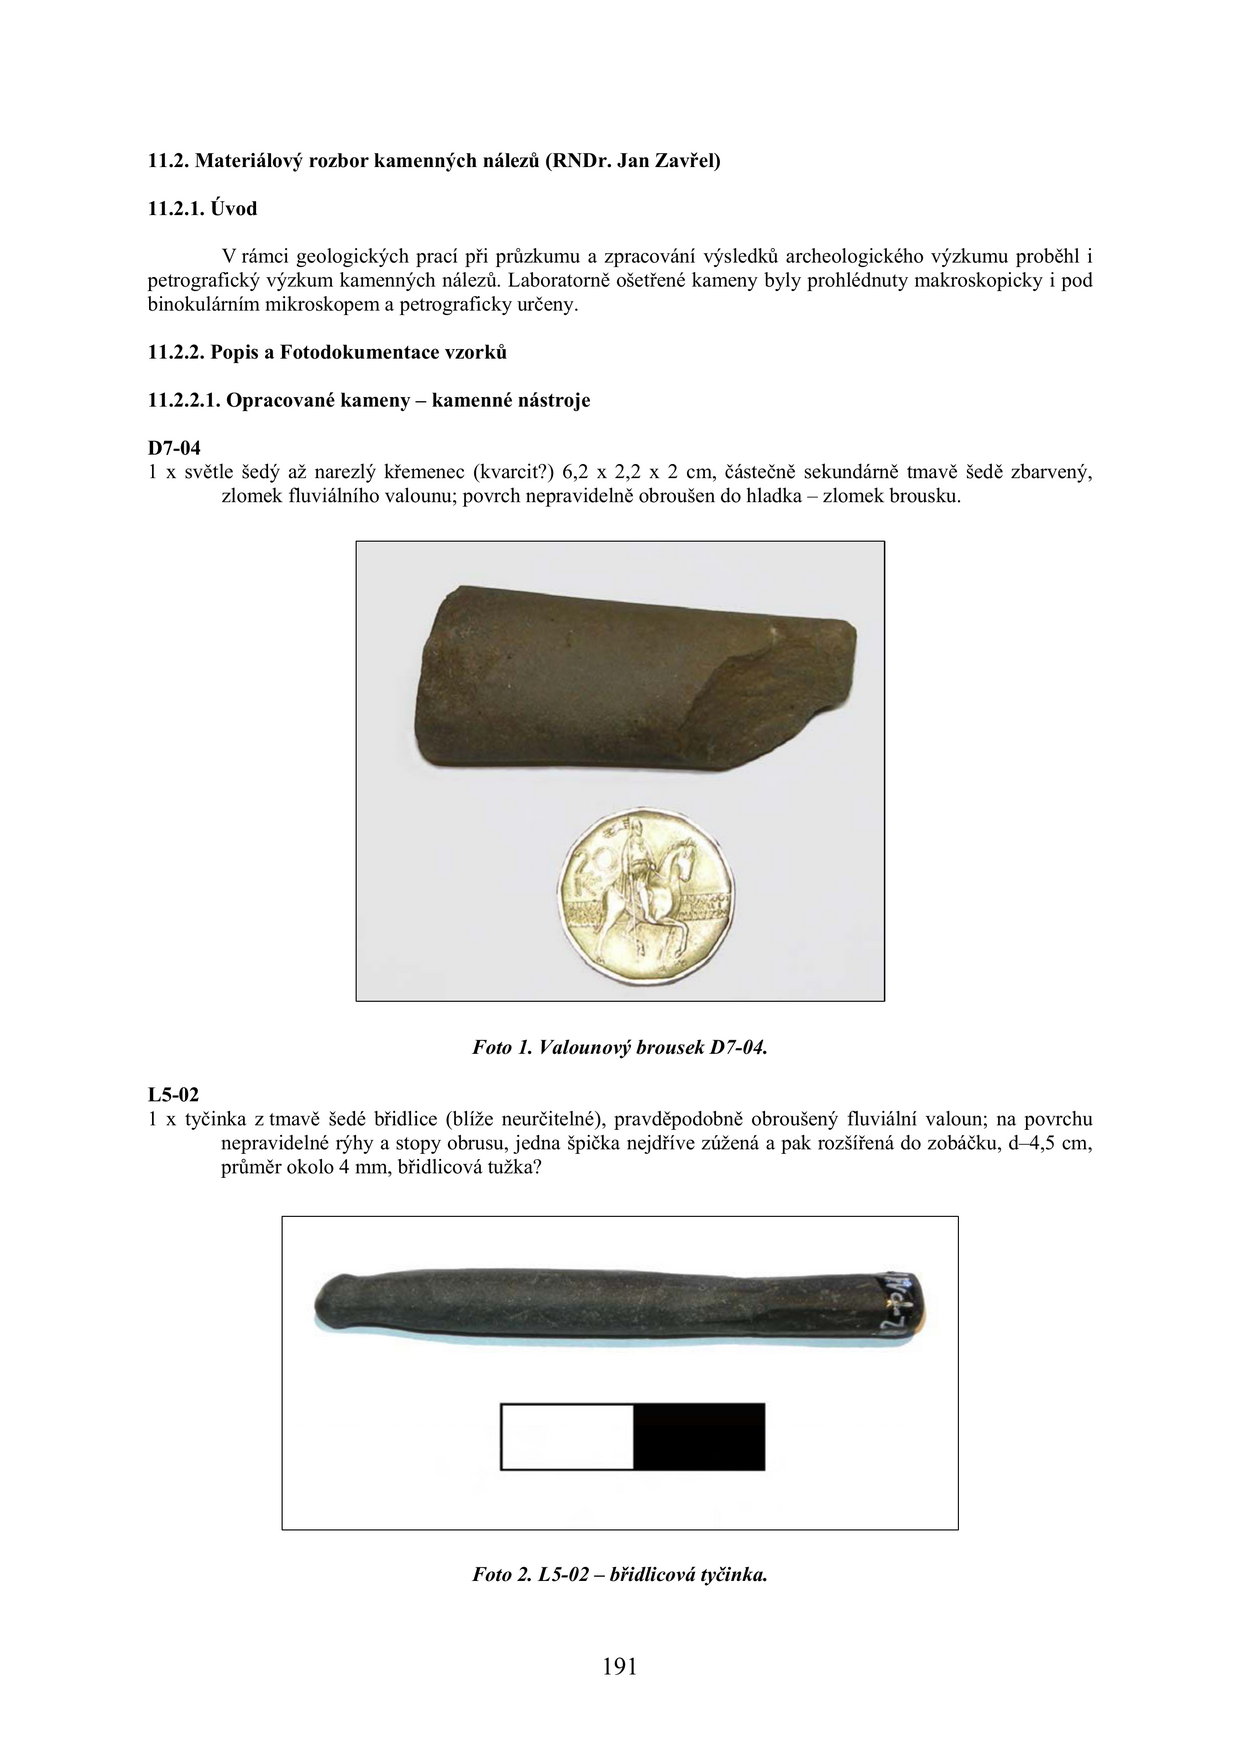 11.2. Materiálový rozbor kamenných nálezů (RNDr. Jan Zavřel)
11.2.1. Úvod
V rámci geologických prací při průzkumu a zpracování výsledků archeologického výzkumu proběhl i
petrografický výzkum kamenných nálezů. Laboratorně ošetřené kameny byly prohlédnuty makroskopicky i pod
binokulárním mikroskopem a petrograficky určeny.
11.2.2. Popis a Fotodokumentace vzorků
11.2.2.1. Opracované kameny – kamenné nástroje
D7-04
1 x světle šedý až narezlý křemenec (kvarcit?) 6,2 x 2,2 x 2 cm, částečně sekundárně tmavě šedě zbarvený,
zlomek fluviálního valounu; povrch nepravidelně obroušen do hladka – zlomek brousku.
20
Kč
Foto 1. Valounový brousek D7-04.
L5-02
1 x tyčinka z tmavě šedé břidlice (blíže neurčitelné), pravděpodobně obroušený fluviální valoun; na povrchu
nepravidelné rýhy a stopy obrusu, jedna špička nejdříve zúžená a pak rozšířená do zobáčku, d–4,5 cm,
průměr okolo 4 mm, břidlicová tužka?
Foto 2. L5-02 – břidlicová tyčinka.
191